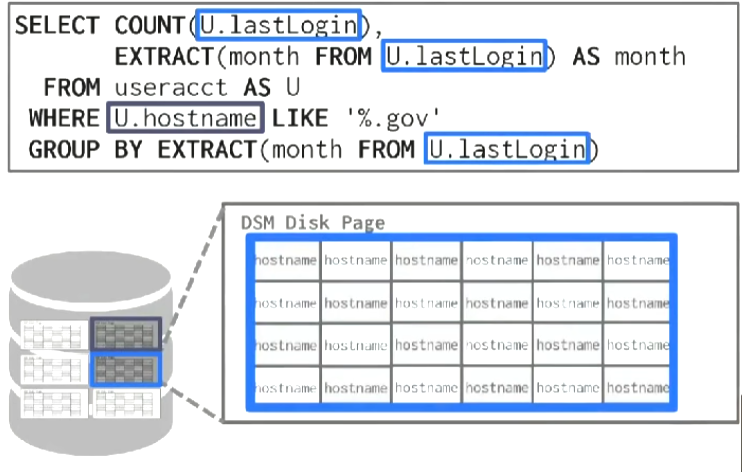 SELECT COUNT(U.lastLogin),
EXTRACT(month FROM U.lastLogin) AS month
FROM useracct AS U
WHERE U.hostname LIKE '%.gov'
GROUP BY EXTRACT(month FROM U.lastLogin)
DSM Disk Page
hostname hostname hostname hostname hostname hostname
hostname hostname hostname hostname hostname hostname
hostname hostname hostname hostname hostname hostname
hostname hostname hostname hostname hostname hostname